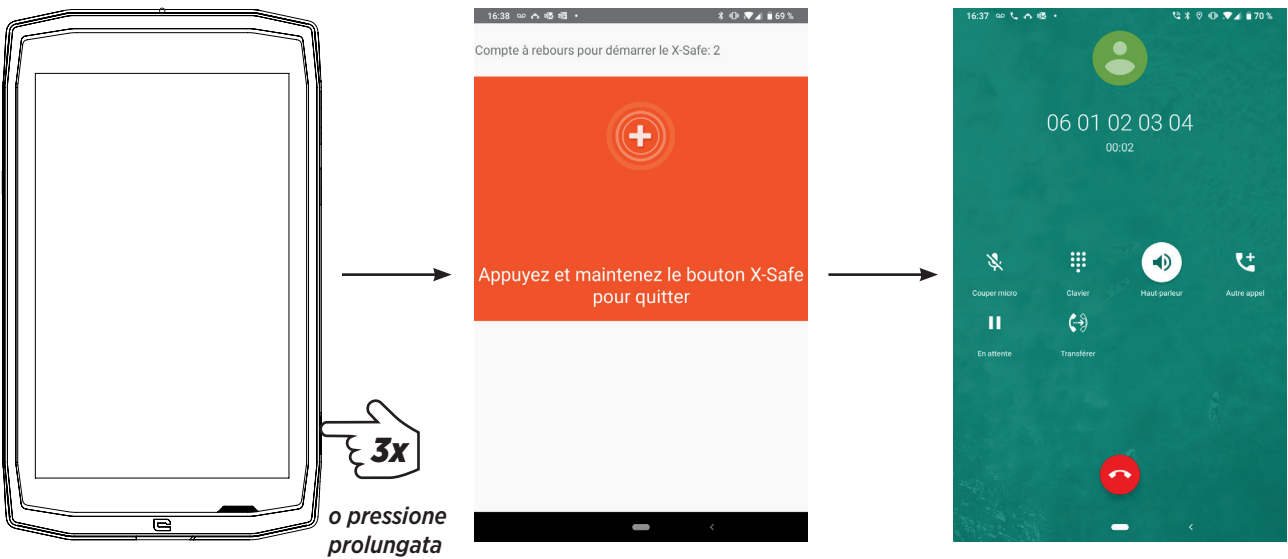 3x
o pressione
prolungata
16:38
69 %
Compte à rebours pour démarrer le X-Safe: 2
Appuyez et maintenez le bouton X-Safe
pour quitter
16:37
70 %
06 01 02 03 04
00:02
Couper micro Clavier Haut-parleur Autre appel
En attente Transférer